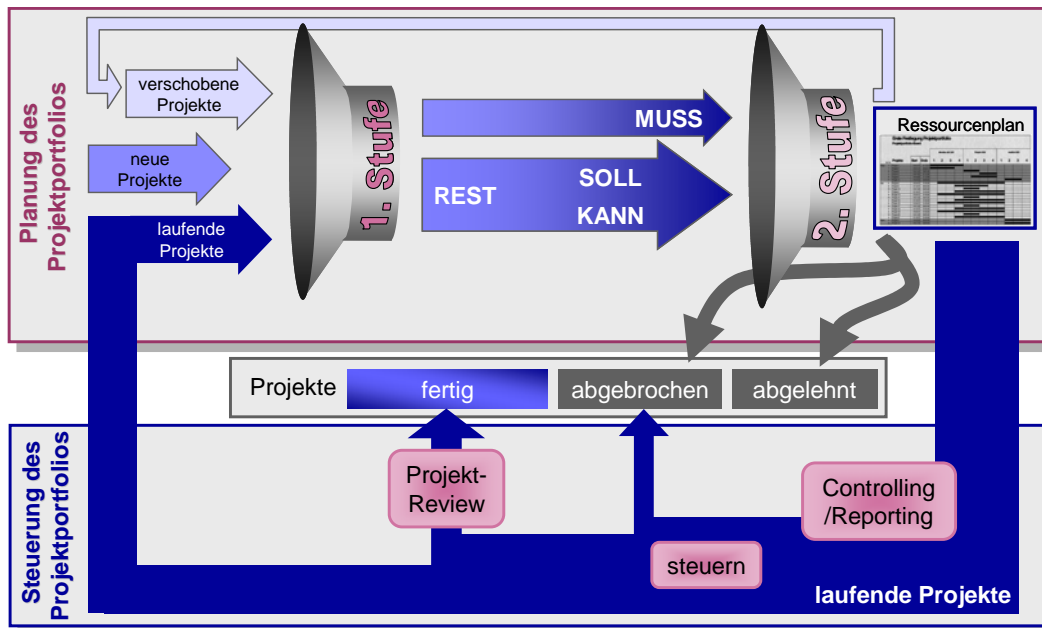 Planung des
Projektportfolios
verschobene
Projekte
neue
Projekte
laufende
Projekte
1. Stufe
MUSS
REST
SOLL
KANN
2. Stufe
Ressourcenplan
Projekte
fertig
abgebrochen
abgelehnt
Steuerung des
Projektportfolios
Projekt-
Review
steuern
Controlling
/Reporting
laufende Projekte